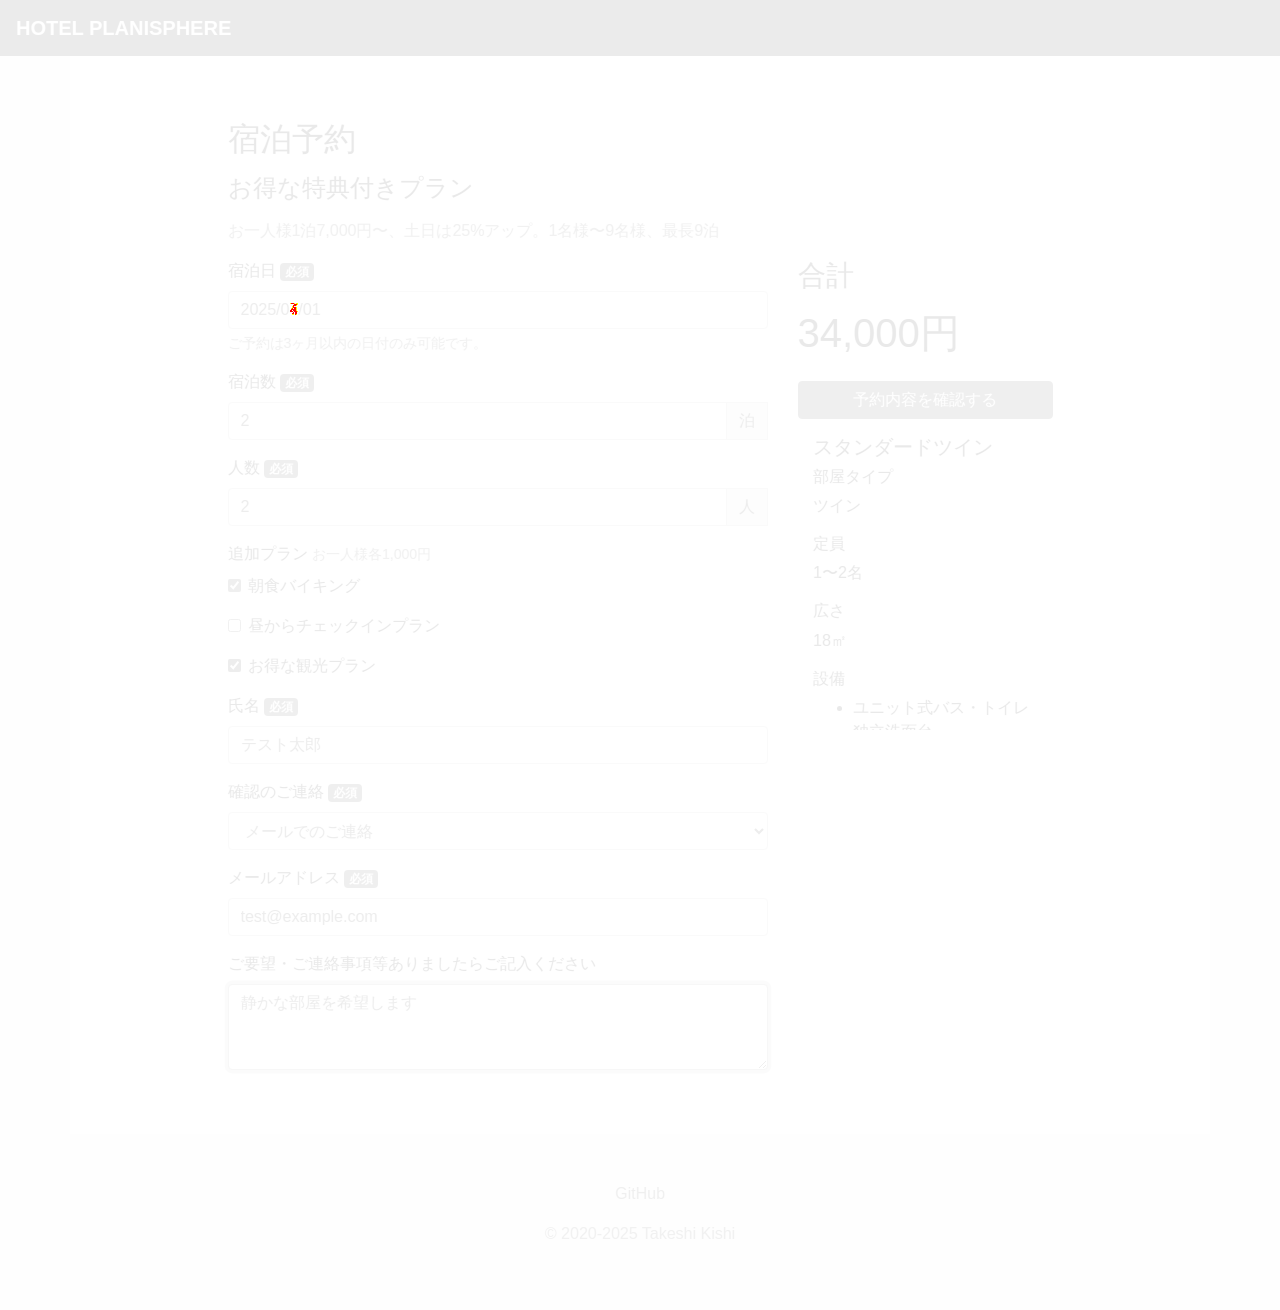 HOTEL PLANISPHERE
宿泊予約
お得な特典付きプラン
お一人様1泊7,000円〜。土日は25%アップ。1名様〜9名様、最長9泊
宿泊日 必須
2025/0 /01
ご予約は3ヶ月以内の日付のみ可能です。
宿泊数 必須
2 泊
人数 必須
2 人
追加プラン お一人様各1,000円
朝食バイキング
昼からチェックインプラン
お得な観光プラン
氏名 必須
テスト太郎
確認のご連絡 必須
メールでのご連絡
メールアドレス 必須
test@example.com
ご要望・ご連絡事項等ありましたらご記入ください
静かな部屋を希望します
合計
34,000円
予約内容を確認する
スタンダードツイン
部屋タイプ
ツイン
定員
1〜2名
広さ
18㎡
設備
ユニット式バス・トイレ
GitHub
© 2020-2025 Takeshi Kishi